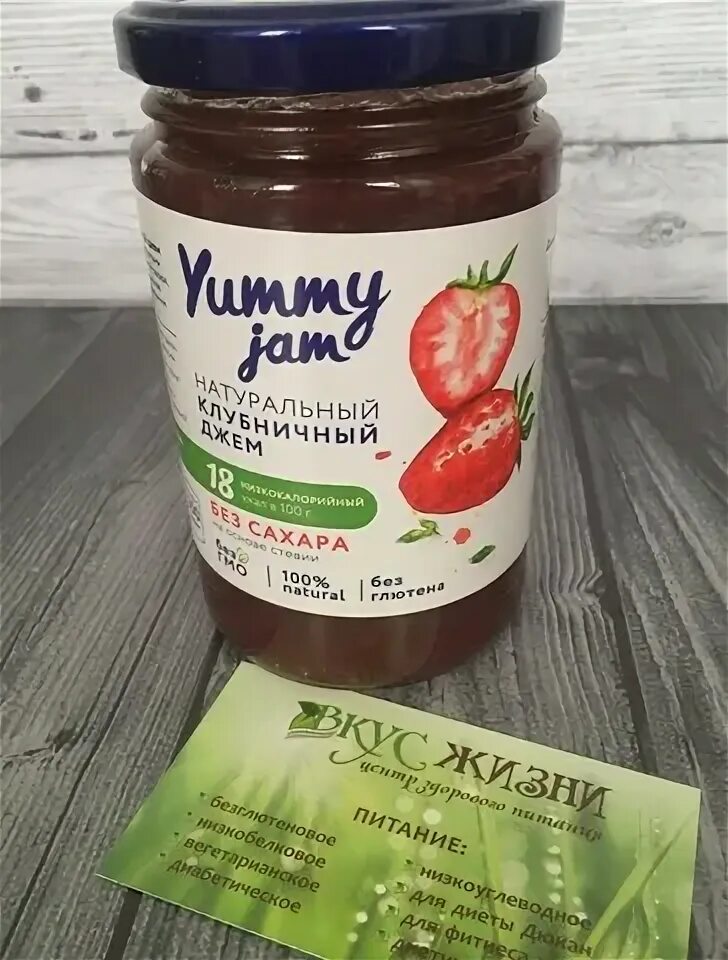 Yummy
jam
НАТУРАЛЬНЫЙ
КЛУБНИЧНЫЙ
ДЖЕМ
18 низкокалорийный
ккал в 100 г
БЕЗ САХАРА
на основе стевии
без
ГМО
100%
natural
без
глютена
ВКУС ЖИЗНИ
центр здорового питания
ПИТАНИЕ:
• безглютеновое
• низкобелковое
• вегетарианское
• диабетическое
• низкоуглеводное
• для диеты Дюкан
• для фитнеса